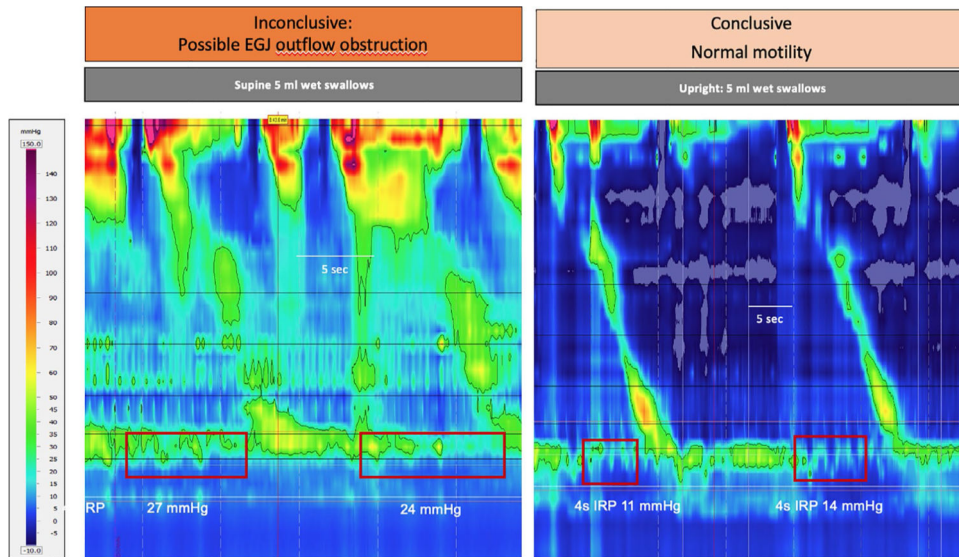 Inconclusive:
Possible EGJ outflow obstruction
Supine 5 ml wet swallows
Conclusive
Normal motility
Upright: 5 ml wet swallows
mmHg
150.0
140
130
120
110
100
90
80
70
60
50
45
40
35
30
25
20
15
10
5
0
-5
-10.0
5 sec
RP
27 mmHg
24 mmHg
5 sec
4s IRP 11 mmHg
4s IRP 14 mmHg